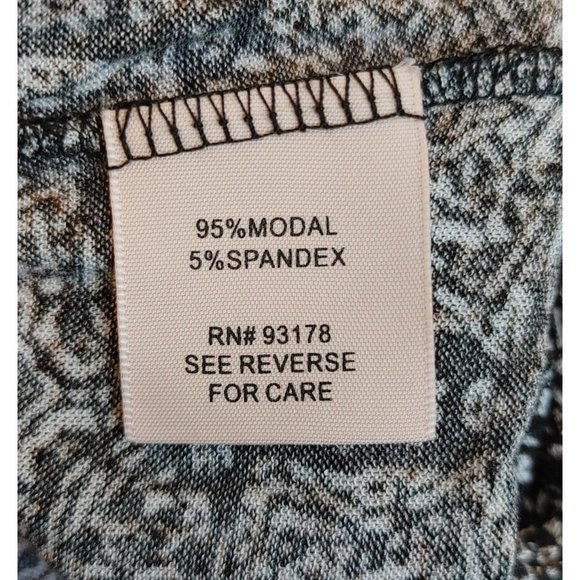 95%MODAL
5%SPANDEX
RN# 93178
SEE REVERSE
FOR CARE